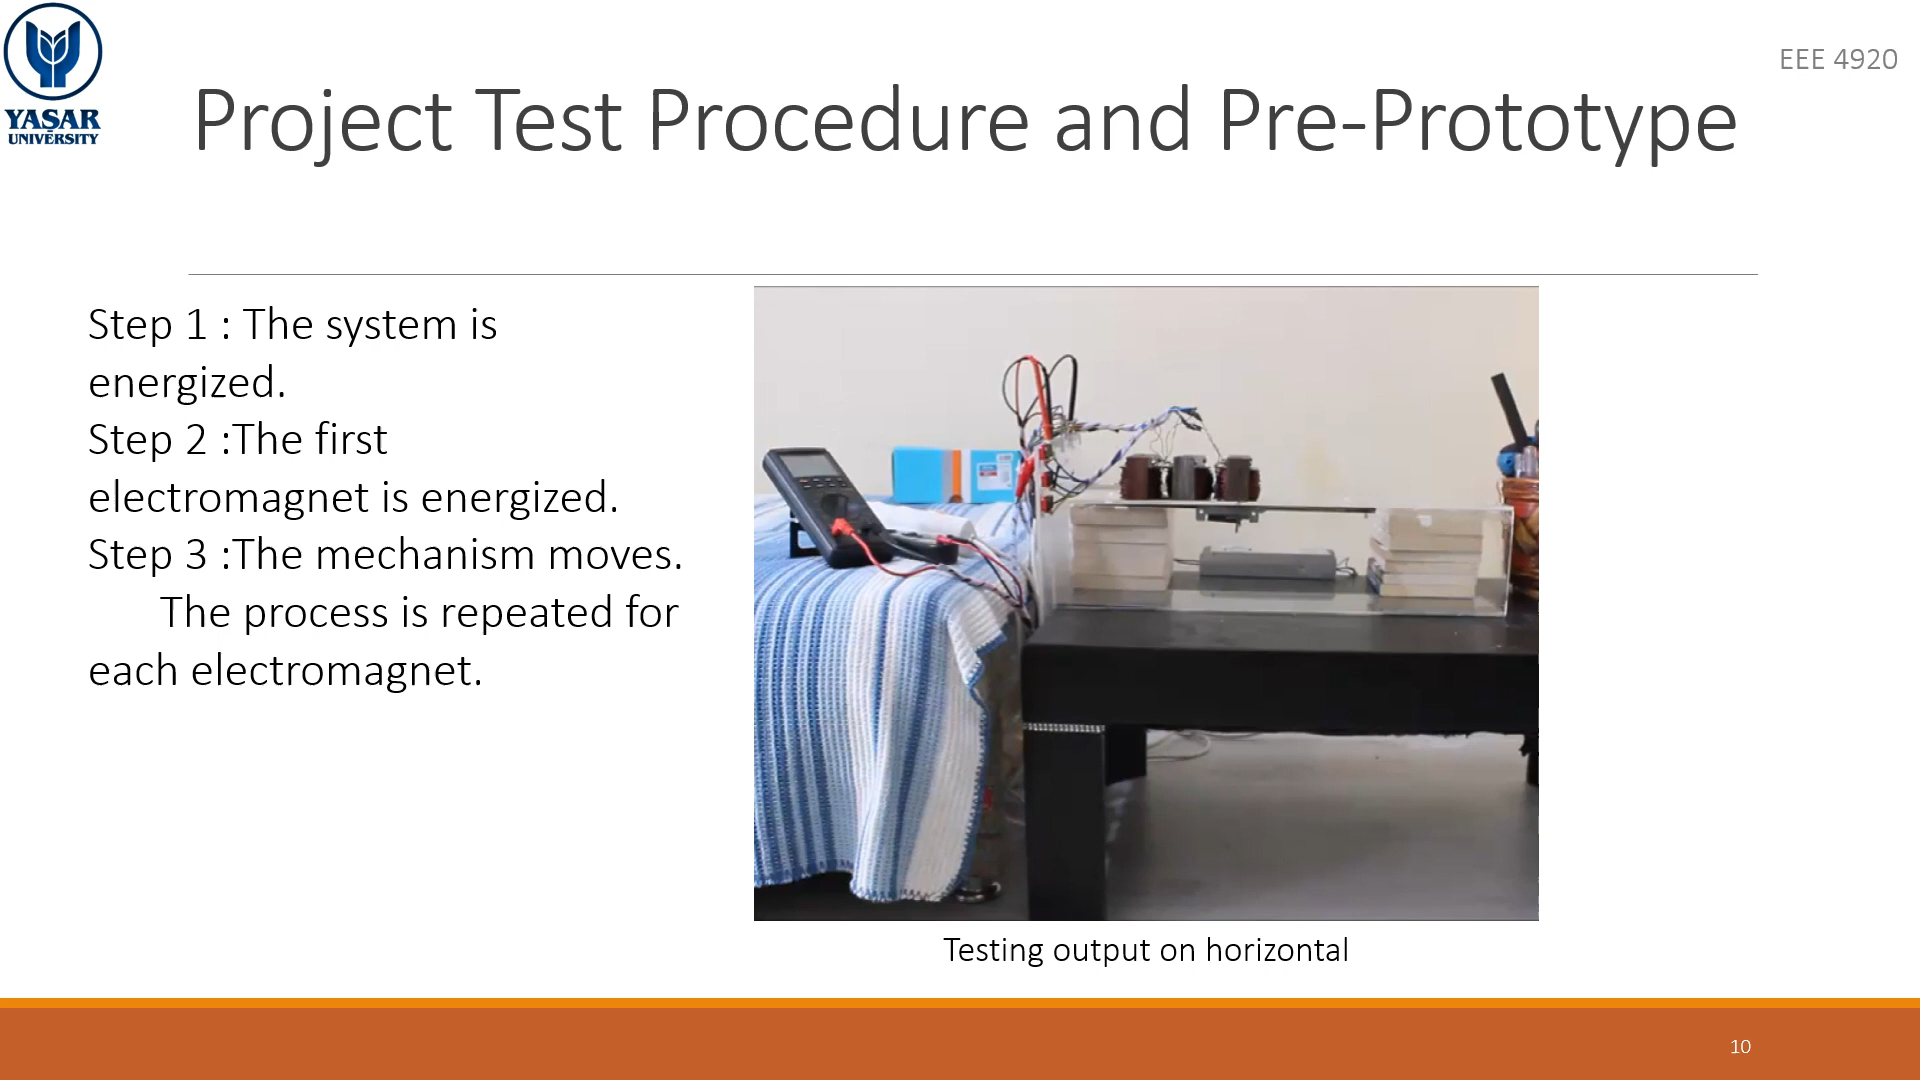 YAŞAR
UNIVERSITY
EEE 4920
Project Test Procedure and Pre-Prototype
Step 1 : The system is
energized.
Step 2 :The first
electromagnet is energized.
Step 3 :The mechanism moves.
The process is repeated for
each electromagnet.
Testing output on horizontal
10